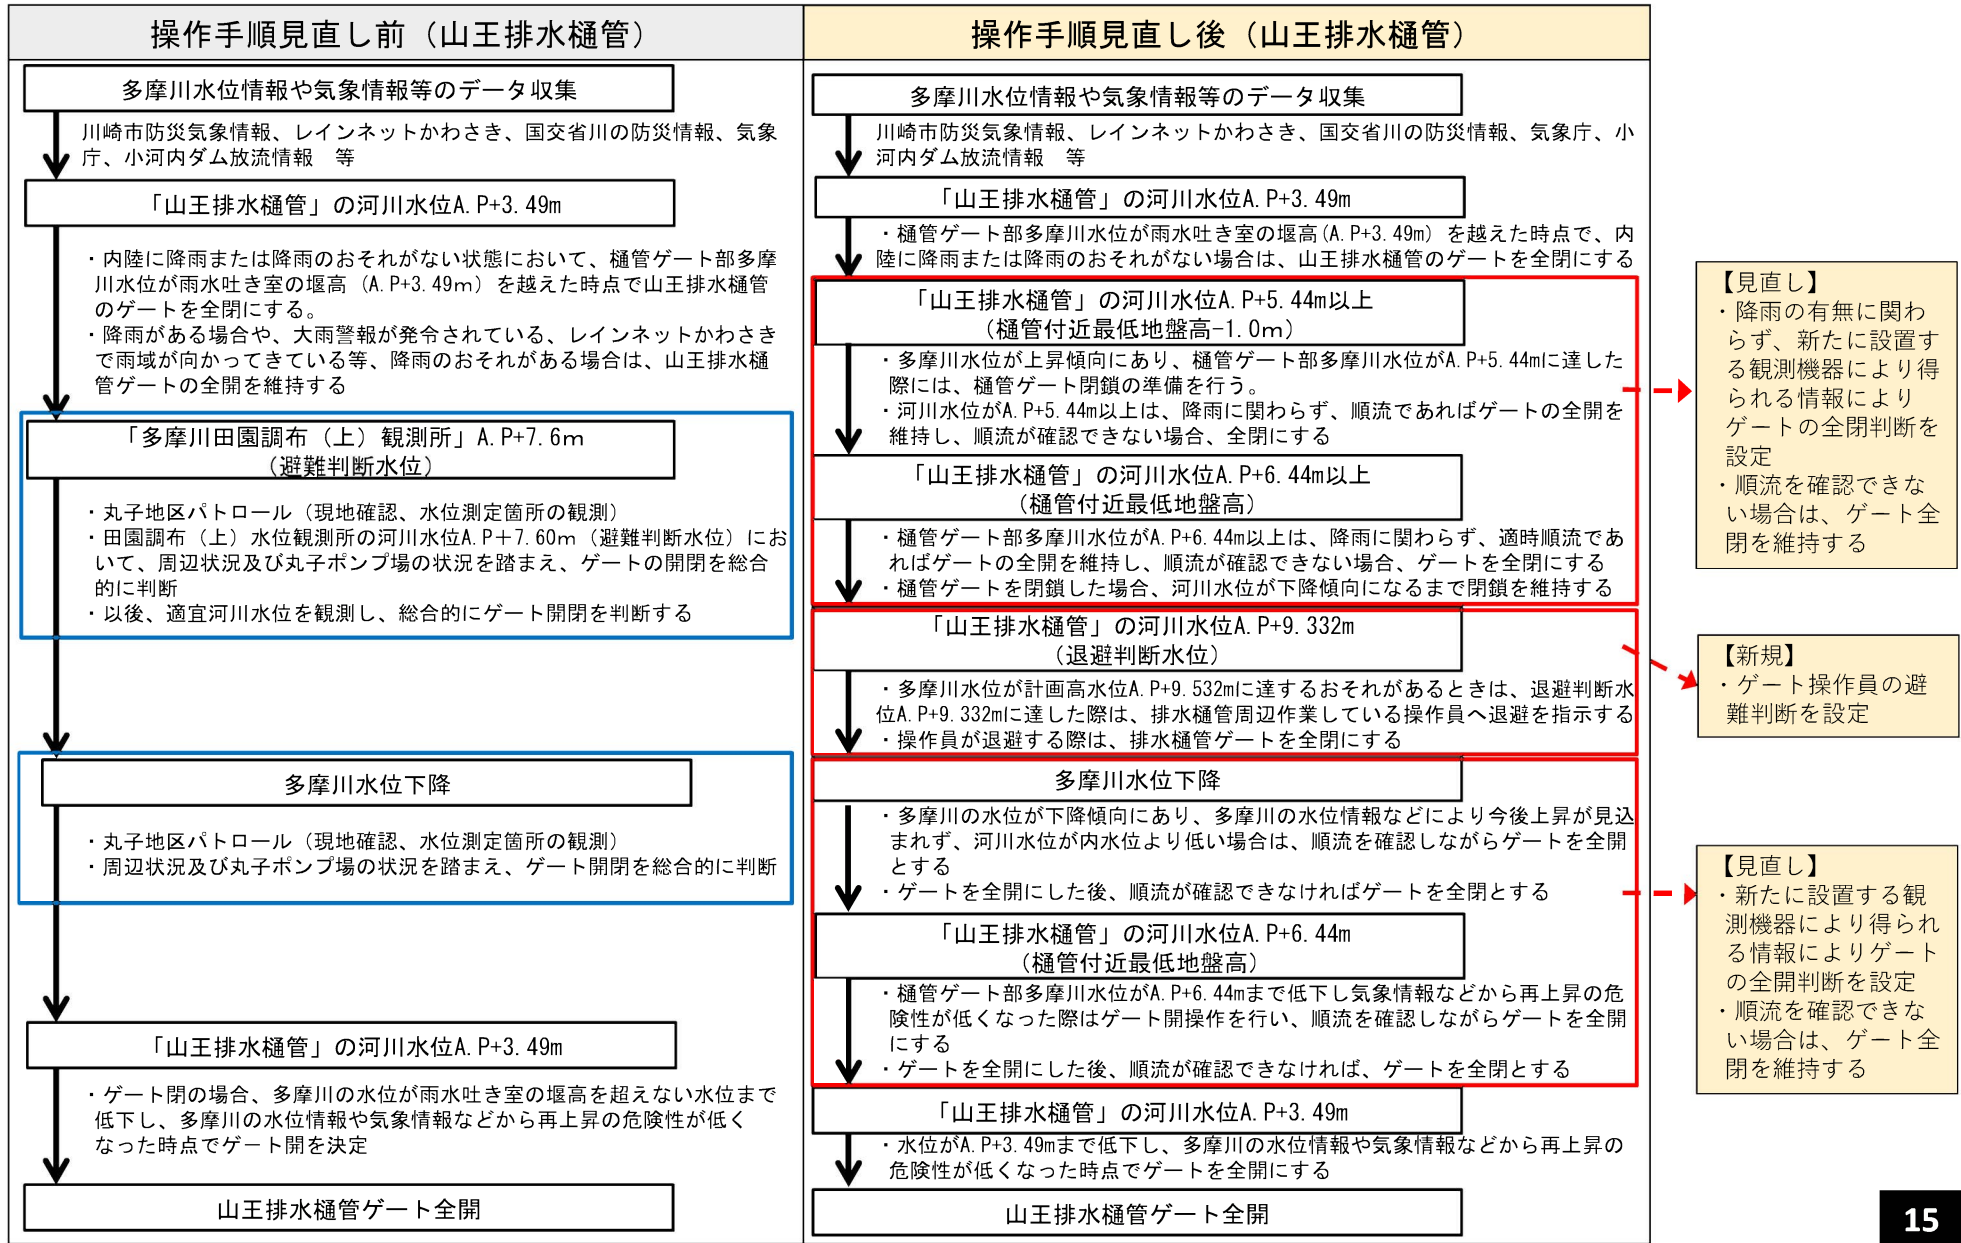 操作手順見直し前（山王排水樋管）
多摩川水位情報や気象情報等のデータ収集
川崎市防災気象情報、レインネットかわさき、国交省川の防災情報、気象
庁、小河内ダム放流情報　等
「山王排水樋管」の河川水位A.P+3.49m
・内陸に降雨または降雨のおそれがない状態において、樋管ゲート部多摩
川水位が雨水吐き室の堰高（A.P+3.49ｍ）を越えた時点で山王排水樋管
のゲートを全閉にする。
・降雨がある場合や、大雨警報が発令されている、レインネットかわさき
で雨域が向かってきている等、降雨のおそれがある場合は、山王排水樋
管ゲートの全開を維持する
「多摩川田園調布（上）観測所」A.P+7.6ｍ
（避難判断水位）
・丸子地区パトロール（現地確認、水位測定箇所の観測）
・田園調布（上）水位観測所の河川水位A.P＋7.60ｍ（避難判断水位）にお
いて、周辺状況及び丸子ポンプ場の状況を踏まえ、ゲートの開閉を総合
的に判断
・以後、適宜河川水位を観測し、総合的にゲート開閉を判断する
多摩川水位下降
・丸子地区パトロール（現地確認、水位測定箇所の観測）
・周辺状況及び丸子ポンプ場の状況を踏まえ、ゲート開閉を総合的に判断
「山王排水樋管」の河川水位A.P+3.49m
・ゲート閉の場合、多摩川の水位が雨水吐き室の堰高を超えない水位まで
低下し、多摩川の水位情報や気象情報などから再上昇の危険性が低く
なった時点でゲート開を決定
山王排水樋管ゲート全開
操作手順見直し後（山王排水樋管）
多摩川水位情報や気象情報等のデータ収集
川崎市防災気象情報、レインネットかわさき、国交省川の防災情報、気象庁、小
河内ダム放流情報　等
「山王排水樋管」の河川水位A.P+3.49m
・樋管ゲート部多摩川水位が雨水吐き室の堰高(A.P+3.49m）を越えた時点で、内
陸に降雨または降雨のおそれがない場合は、山王排水樋管のゲートを全閉にする
「山王排水樋管」の河川水位A.P+5.44m以上
（樋管付近最低地盤高-1.0ｍ）
・多摩川水位が上昇傾向にあり、樋管ゲート部多摩川水位がA.P+5.44mに達した
際には、樋管ゲート閉鎖の準備を行う。
・河川水位がA.P+5.44m以上は、降雨に関わらず、順流であればゲートの全開を
維持し、順流が確認できない場合、全閉にする
「山王排水樋管」の河川水位A.P+6.44m以上
（樋管付近最低地盤高）
・樋管ゲート部多摩川水位がA.P+6.44m以上は、降雨に関わらず、適時順流であ
ればゲートの全開を維持し、順流が確認できない場合、ゲートを全閉にする
・樋管ゲートを閉鎖した場合、河川水位が下降傾向になるまで閉鎖を維持する
「山王排水樋管」の河川水位A.P+9.332m
（退避判断水位）
・多摩川水位が計画高水位A.P+9.532mに達するおそれがあるときは、退避判断水
位A.P+9.332mに達した際は、排水樋管周辺作業している操作員へ退避を指示する
・操作員が退避する際は、排水樋管ゲートを全閉にする
多摩川水位下降
・多摩川の水位が下降傾向にあり、多摩川の水位情報などにより今後上昇が見込
まれず、河川水位が内水位より低い場合は、順流を確認しながらゲートを全開
とする
・ゲートを全開にした後、順流が確認できなければゲートを全閉とする
「山王排水樋管」の河川水位A.P+6.44m
（樋管付近最低地盤高）
・樋管ゲート部多摩川水位がA.P+6.44mまで低下し気象情報などから再上昇の危
険性が低くなった際はゲート開操作を行い、順流を確認しながらゲートを全開
にする
・ゲートを全開にした後、順流が確認できなければ、ゲートを全閉とする
「山王排水樋管」の河川水位A.P+3.49m
・水位がA.P+3.49mまで低下し、多摩川の水位情報や気象情報などから再上昇の
危険性が低くなった時点でゲートを全開にする
山王排水樋管ゲート全開
【見直し】
・降雨の有無に関わ
らず、新たに設置す
る観測機器により得
られる情報により
ゲートの全閉判断を
設定
・順流を確認できな
い場合は、ゲート全
閉を維持する
【新規】
・ゲート操作員の避
難判断を設定
【見直し】
・新たに設置する観
測機器により得られ
る情報によりゲート
の全開判断を設定
・順流を確認できな
い場合は、ゲート全
閉を維持する
15